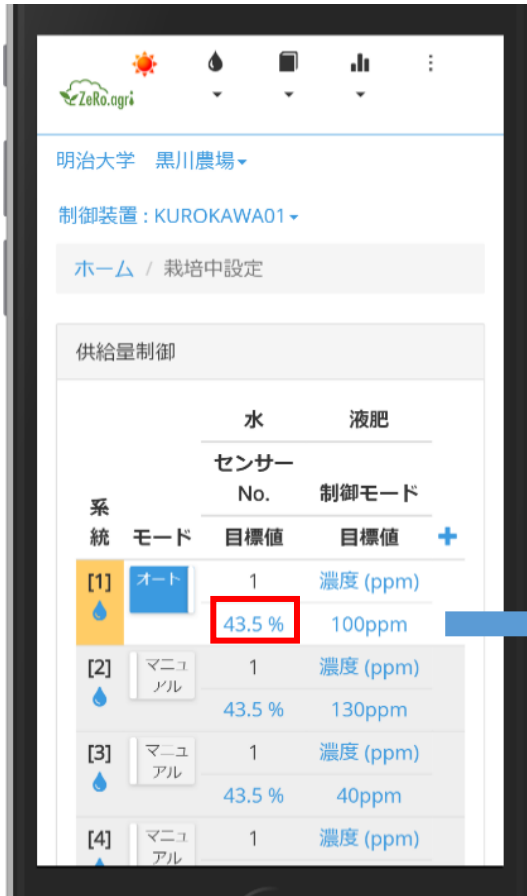 ZeRo.agri
明治大学 黒川農場
制御装置 : KUROKAWA01
ホーム / 栽培中設定
供給量制御
水 液肥
センサー No. 制御モード
系統 モード 目標値 目標値 +
[1] オート 1 濃度 (ppm)
43.5 % 100ppm
[2] マニュアル 1 濃度 (ppm)
43.5 % 130ppm
[3] マニュアル 1 濃度 (ppm)
43.5 % 40ppm
[4] マニュアル 1 濃度 (ppm)